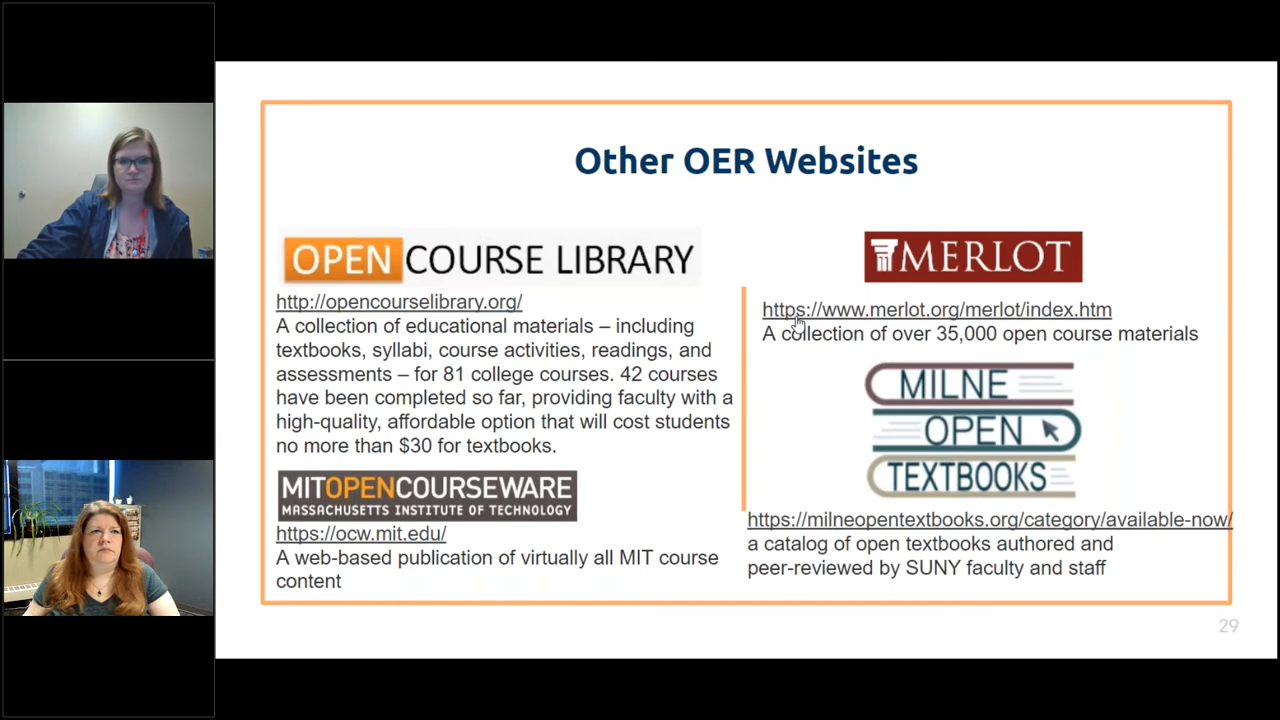 Other OER Websites
OPEN COURSE LIBRARY
http://opencourselibrary.org/
A collection of educational materials – including
textbooks, syllabi, course activities, readings, and
assessments – for 81 college courses. 42 courses
have been completed so far, providing faculty with a
high-quality, affordable option that will cost students
no more than $30 for textbooks.
MITOPENCOURSEWARE
MASSACHUSETTS INSTITUTE OF TECHNOLOGY
https://ocw.mit.edu/
A web-based publication of virtually all MIT course
content
MERLOT
https://www.merlot.org/merlot/index.htm
A collection of over 35,000 open course materials
MILNE
OPEN
TEXTBOOKS
https://milneopentextbooks.org/category/available-now/
a catalog of open textbooks authored and
peer-reviewed by SUNY faculty and staff
29